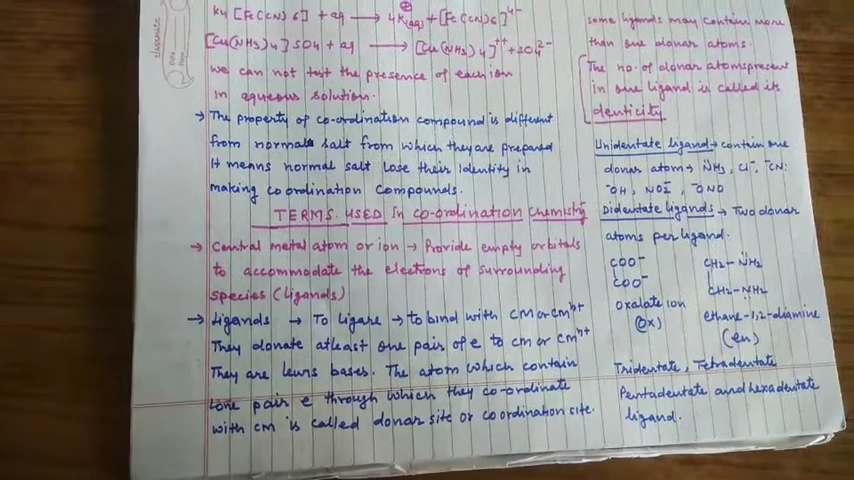 K4 [Fe(CN)6] + aq → 4K(aq)⊕ + [Fe(CN)6]4-
[Cu(NH3)4]SO4 + aq → [Cu(NH3)4]++ + SO4 2-
we can not test the presence of each ion
in aqueous solution.
→ The property of co-ordination compound is different
from normal salt from which they are prepared
It means normal salt lose their identity in
making coordination compounds.
TERMS USED In co-ordination chemistry
→ Central metal atom or ion → Provide empty orbitals
to accommodate the electrons of surrounding
species (ligands)
→ ligands → To ligare → to bind with CM or CM n+
They donate atleast one pair of e to CM or CM n+
They are lewis bases. The atom which contain
lone pair e through which they co-ordinate
with CM is called donar site or coordination site.
some ligands may contain more
than one donar atoms.
The no. of donar atoms present
in one ligand is called its
denticity
Unidentate ligand → contain one
donar atom → N̈H3, Cl-, -CN:
-OH, NO2-, -ONO
Didentate ligands → Two donar
atoms per ligand.
COO- CH2-N̈H2
| |
COO- CH2-NH2
oxalate ion ethane-1,2-diamine
(Ox) (en)
Tridentate, Tetradentate
Pentadentate and hexadentate
ligand.
classmate
Date
Page